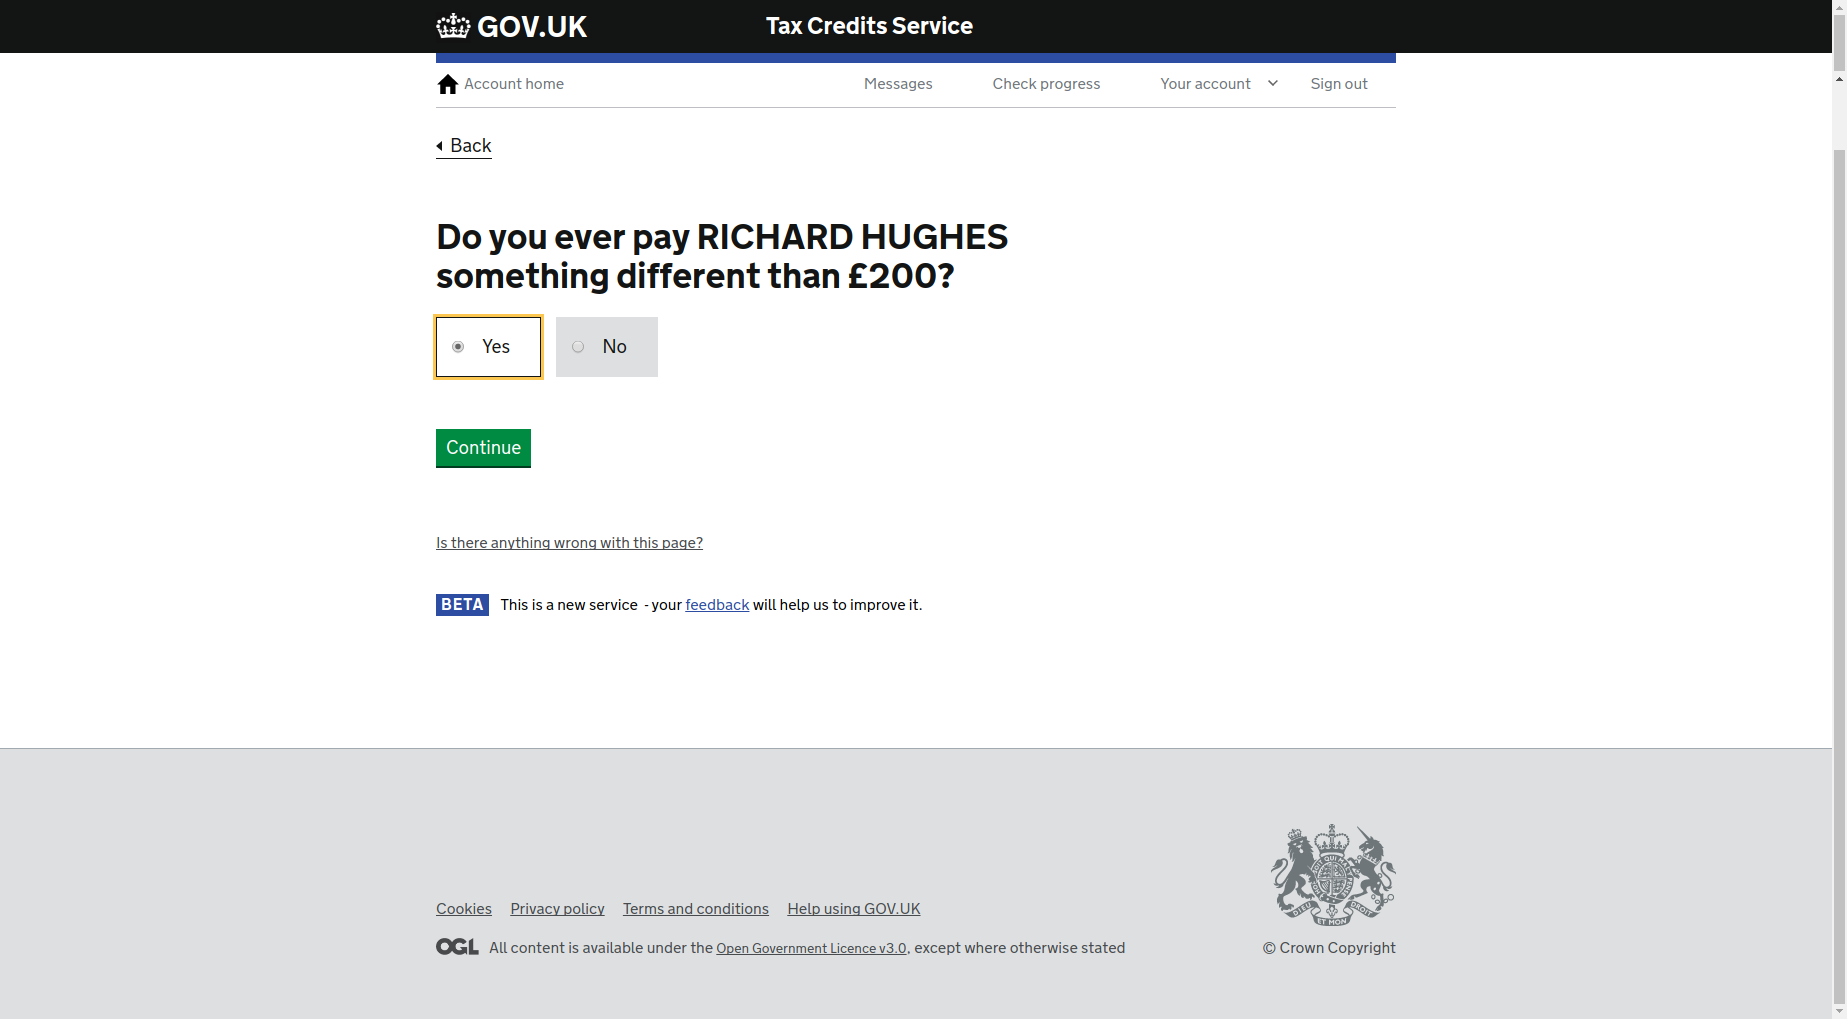 GOV.UK
Tax Credits Service
Account home
Messages
Check progress
Your account
Sign out
Back
Do you ever pay RICHARD HUGHES
something different than £200?
Yes
No
Continue
Is there anything wrong with this page?
BETA This is a new service - your feedback will help us to improve it.
Cookies
Privacy policy
Terms and conditions
Help using GOV.UK
OGL All content is available under the Open Government Licence v3.0, except where otherwise stated
DIEU ET MON DROIT
© Crown Copyright